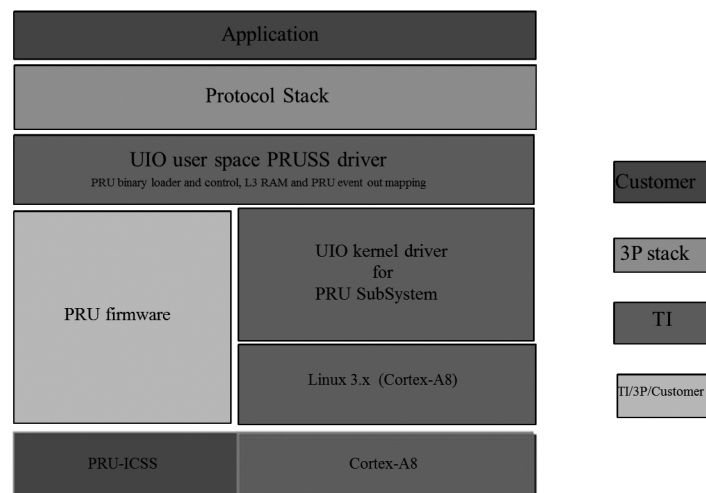 Application
Protocol Stack
UIO user space PRUSS driver
PRU binary loader and control, L3 RAM and PRU event out mapping
UIO kernel driver
for
PRU SubSystem
PRU firmware
Linux 3.x (Cortex-A8)
PRU-ICSS
Cortex-A8
Customer
3P stack
TI
TI/3P/Customer